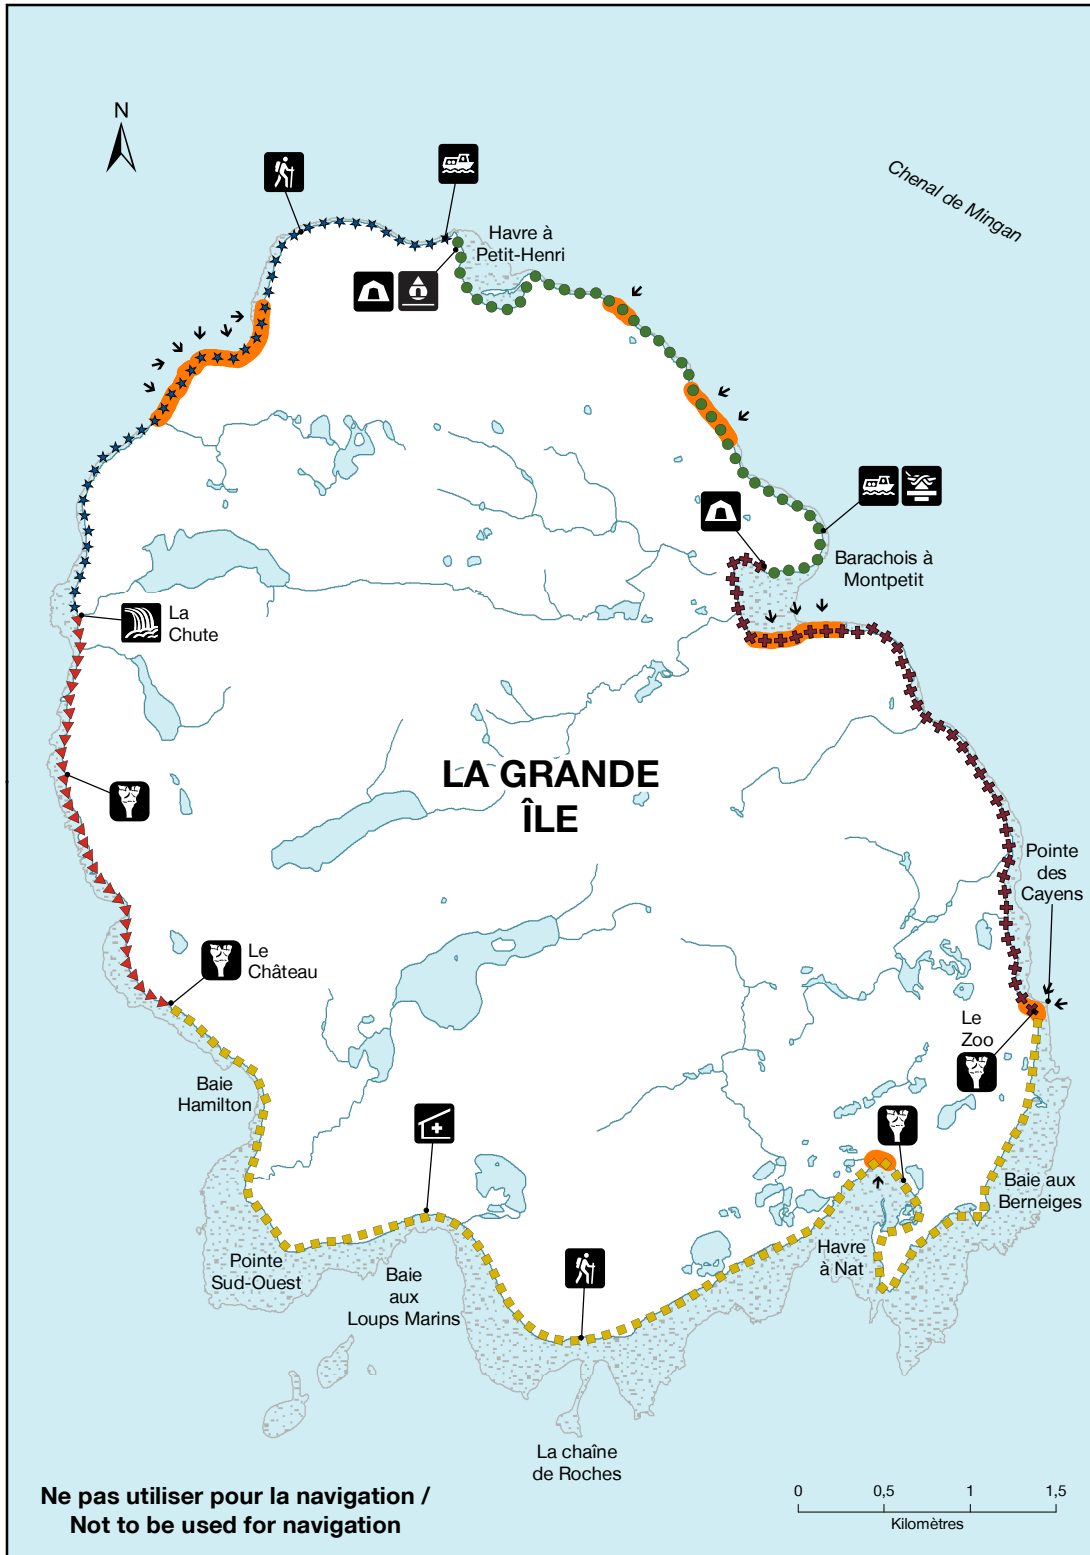 N
Chenal de Mingan
Havre à
Petit-Henri
Barachois à
Montpetit
La
Chute
LA GRANDE
ÎLE
Pointe
des
Cayens
Le
Château
Le
Zoo
Baie
Hamilton
Baie aux
Berneiges
Havre
à Nat
Pointe
Sud-Ouest
Baie
aux
Loups Marins
La chaîne
de Roches
Ne pas utiliser pour la navigation /
Not to be used for navigation
0 0,5 1 1,5
Kilomètres